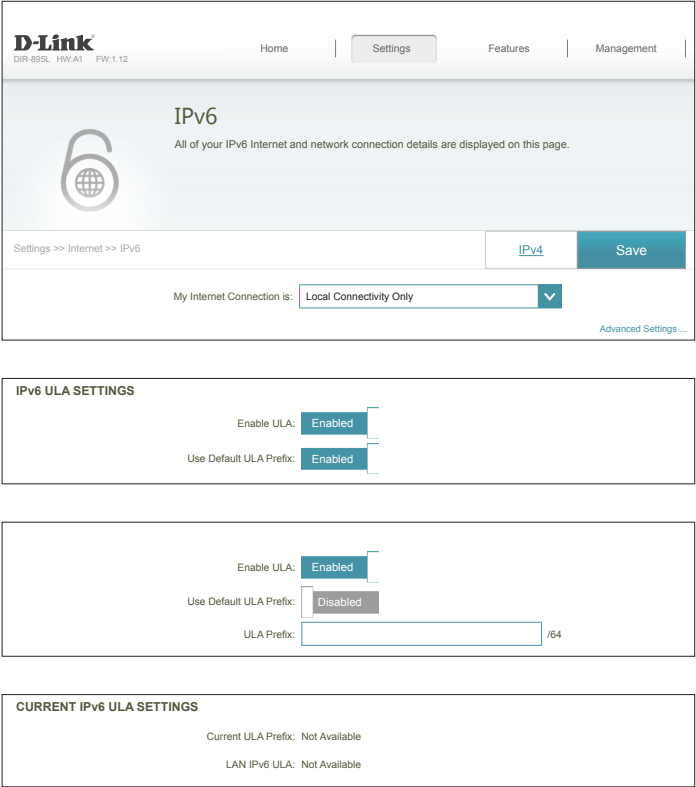 D-Link®
DIR-895L HW:A1 FW:1.12
Home Settings Features Management
IPv6
All of your IPv6 Internet and network connection details are displayed on this page.
Settings >> Internet >> IPv6
IPv4 Save
My Internet Connection is: Local Connectivity Only
Advanced Settings ...
IPv6 ULA SETTINGS
Enable ULA: Enabled
Use Default ULA Prefix: Enabled
Enable ULA: Enabled
Use Default ULA Prefix: Disabled
ULA Prefix: /64
CURRENT IPv6 ULA SETTINGS
Current ULA Prefix: Not Available
LAN IPv6 ULA: Not Available